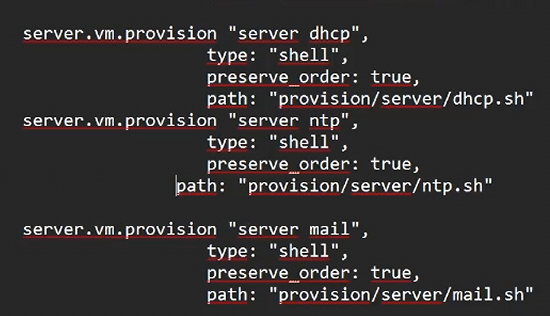 server.vm.provision "server dhcp",
type: "shell",
preserve_order: true,
path: "provision/server/dhcp.sh"
server.vm.provision "server ntp",
type: "shell",
preserve_order: true,
path: "provision/server/ntp.sh"
server.vm.provision "server mail",
type: "shell",
preserve_order: true,
path: "provision/server/mail.sh"